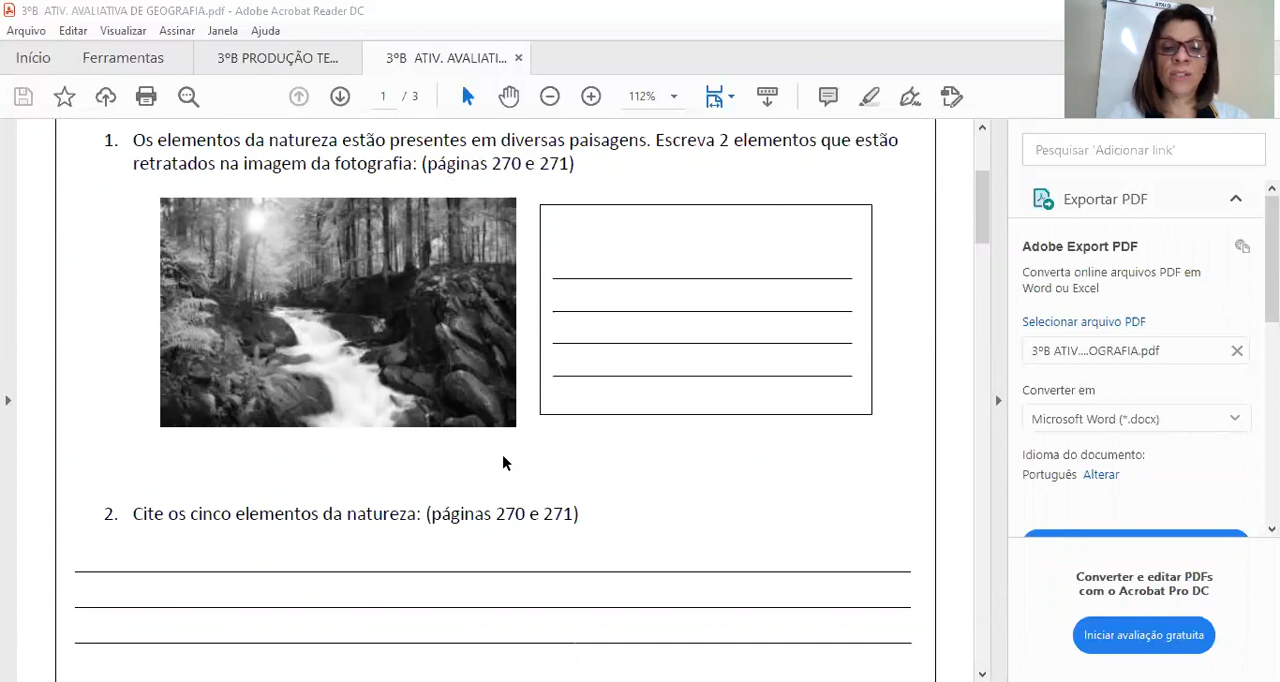 3ºB ATIV. AVALIATIVA DE GEOGRAFIA.pdf - Adobe Acrobat Reader DC
Arquivo Editar Visualizar Assinar Janela Ajuda
Início Ferramentas 3ºB PRODUÇÃO TE... 3ºB ATIV. AVALIATI... ×
1 / 3 112%
1. Os elementos da natureza estão presentes em diversas paisagens. Escreva 2 elementos que estão
retratados na imagem da fotografia: (páginas 270 e 271)
2. Cite os cinco elementos da natureza: (páginas 270 e 271)
Pesquisar 'Adicionar link'
Exportar PDF
Adobe Export PDF
Converta online arquivos PDF em
Word ou Excel
Selecionar arquivo PDF
3ºB ATIV....OGRAFIA.pdf
Converter em
Microsoft Word (*.docx)
Idioma do documento:
Português Alterar
Converter e editar PDFs
com o Acrobat Pro DC
Iniciar avaliação gratuita